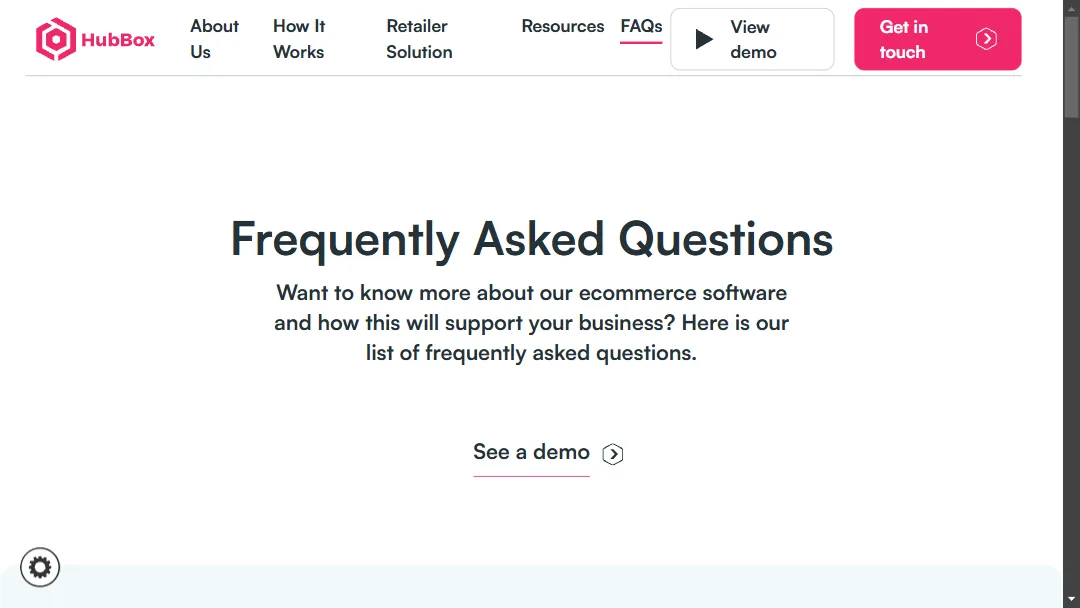 HubBox
About
Us
How It
Works
Retailer
Solution
Resources
FAQs
View
demo
Get in
touch
Frequently Asked Questions
Want to know more about our ecommerce software
and how this will support your business? Here is our
list of frequently asked questions.
See a demo